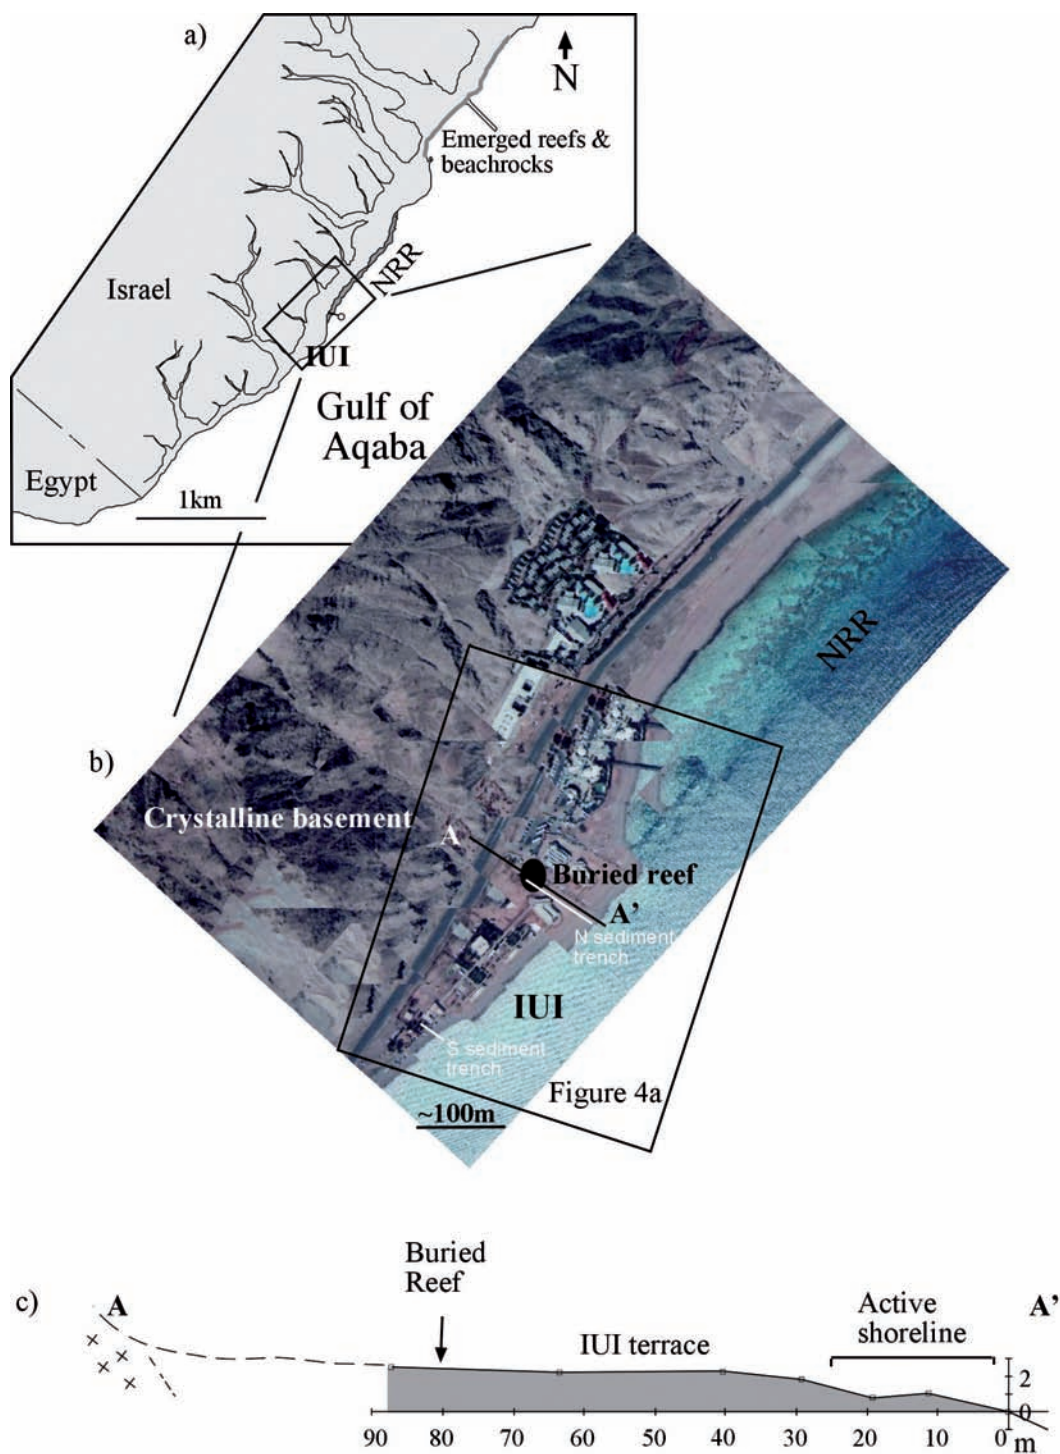 a)
N
Emerged reefs &
beachrocks
NRR
Israel
IUI
Gulf of
Aqaba
Egypt
1km
NRR
b)
Crystalline basement
A
Buried reef
A'
N sediment
trench
IUI
S sediment
trench
Figure 4a
~100m
Buried
Reef
c)
A
IUI terrace
Active
shoreline
A'
2
0
90 80 70 60 50 40 30 20 10 0 m